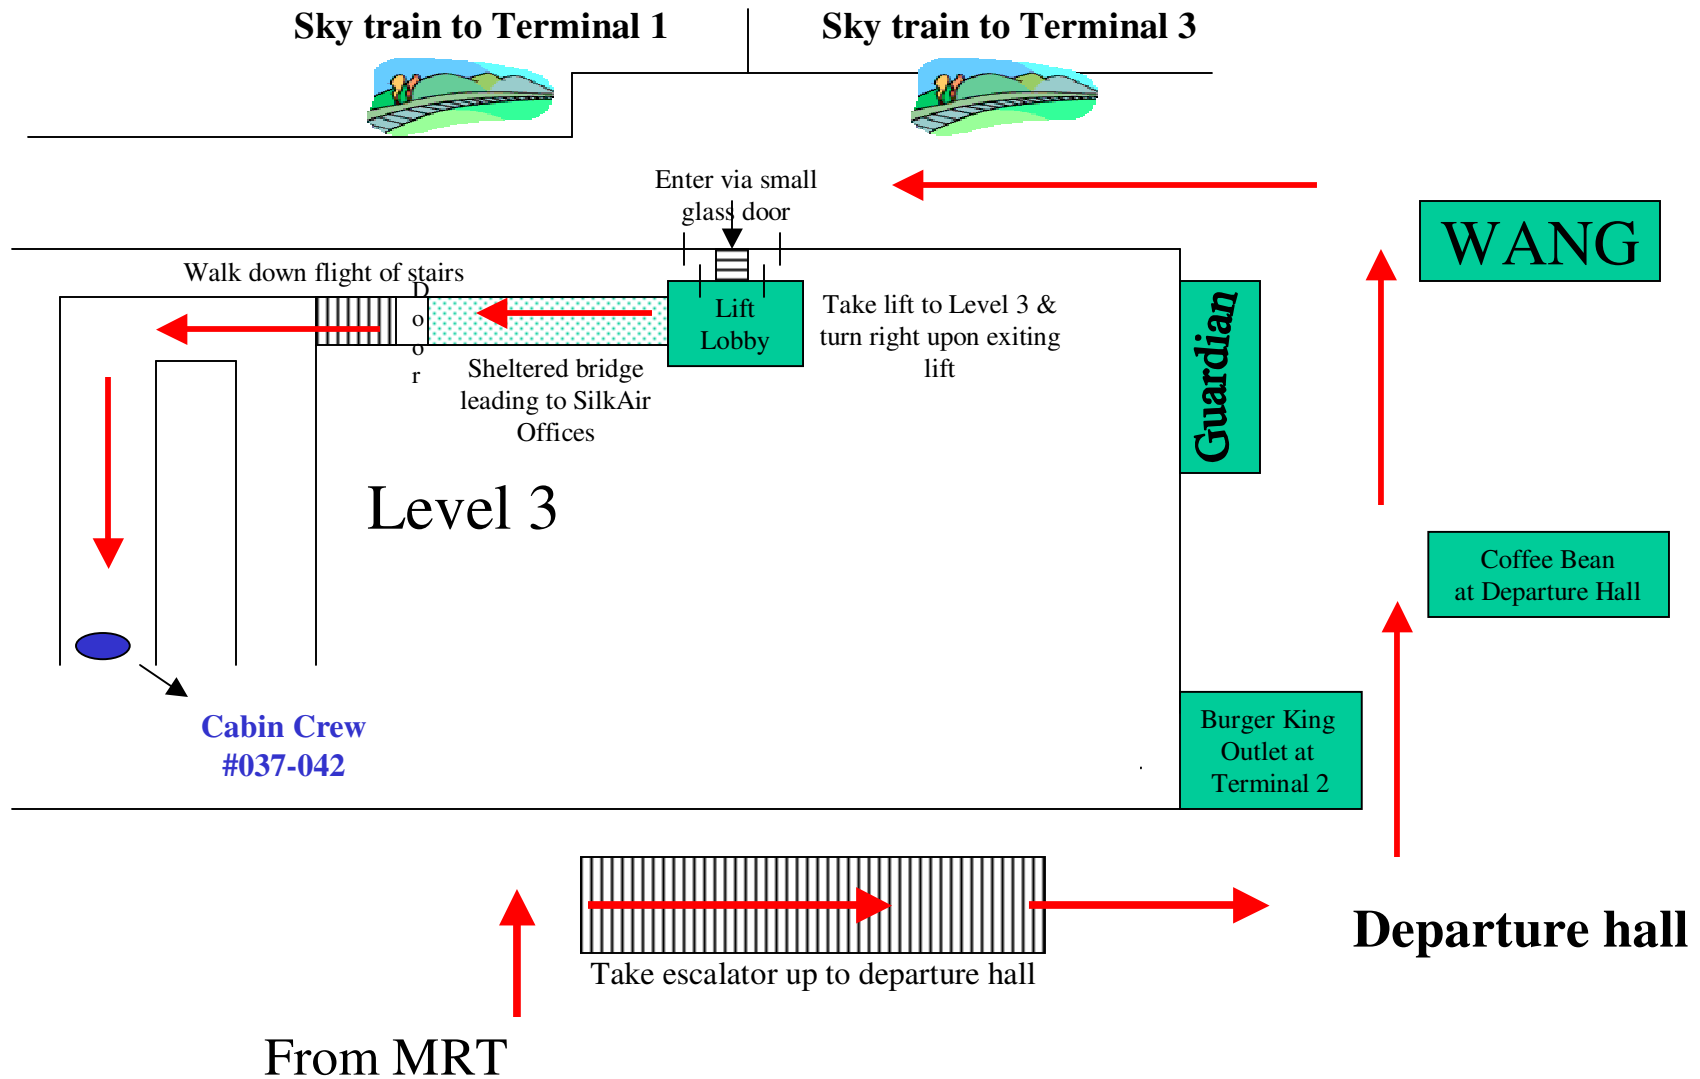 Sky train to Terminal 1
Sky train to Terminal 3
Enter via small
glass door
WANG
Walk down flight of stairs
Door
Lift
Lobby
Take lift to Level 3 &
turn right upon exiting
lift
Guardian
Sheltered bridge
leading to SilkAir
Offices
Level 3
Coffee Bean
at Departure Hall
Cabin Crew
#037-042
Burger King
Outlet at
Terminal 2
Departure hall
Take escalator up to departure hall
From MRT